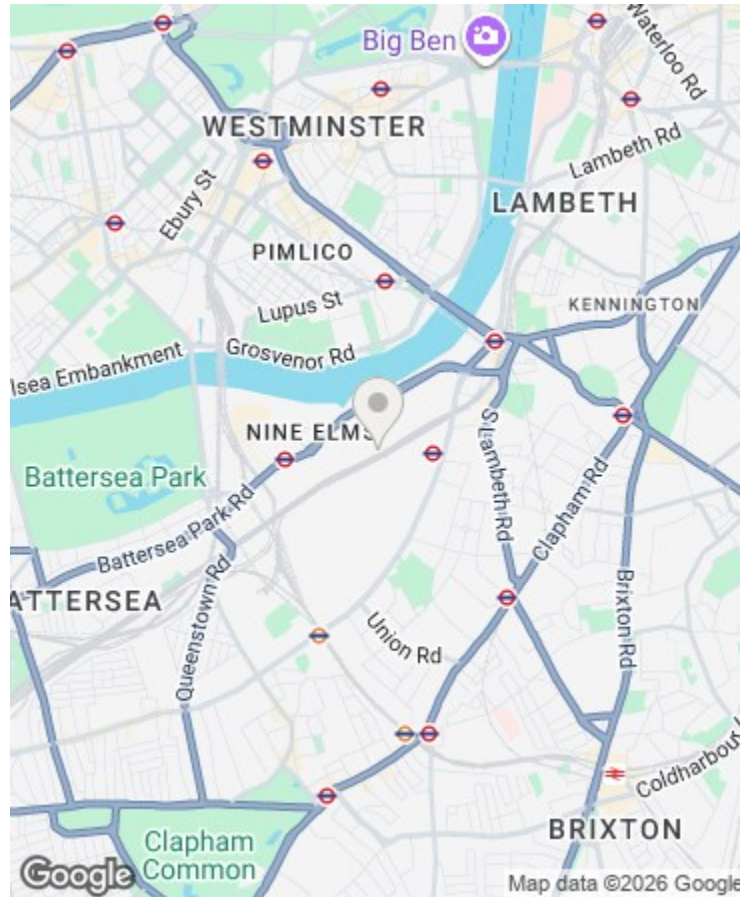 Big Ben
Waterloo Rd
WESTMINSTER
Lambeth Rd
Ebury St
LAMBETH
PIMLICO
Lupus St
KENNINGTON
lsea Embankment
Grosvenor Rd
NINE ELMS
S Lambeth Rd
Clapham Rd
Battersea Park
Battersea Park Rd
ATTERSEA
Queenstown Rd
Union Rd
Brixton Rd
Coldharbour L
Clapham
Common
BRIXTON
Google
Map data ©2026 Google